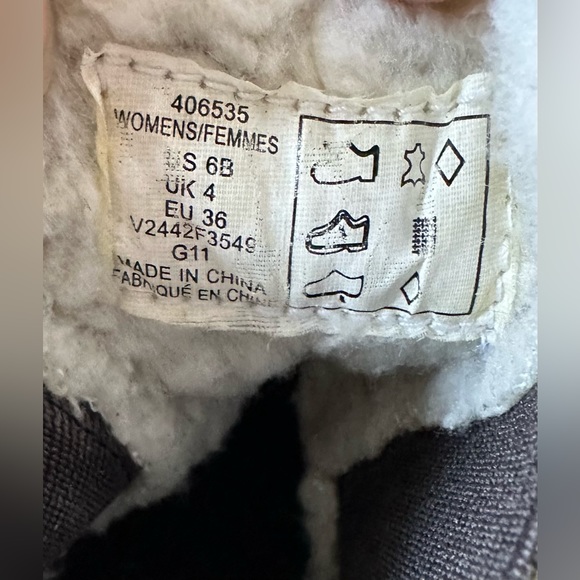 406535
WOMENS/FEMMES
US 6B
UK 4
EU 36
V2442F3549
G11
MADE IN CHINA
FABRIQUÉ EN CHINE